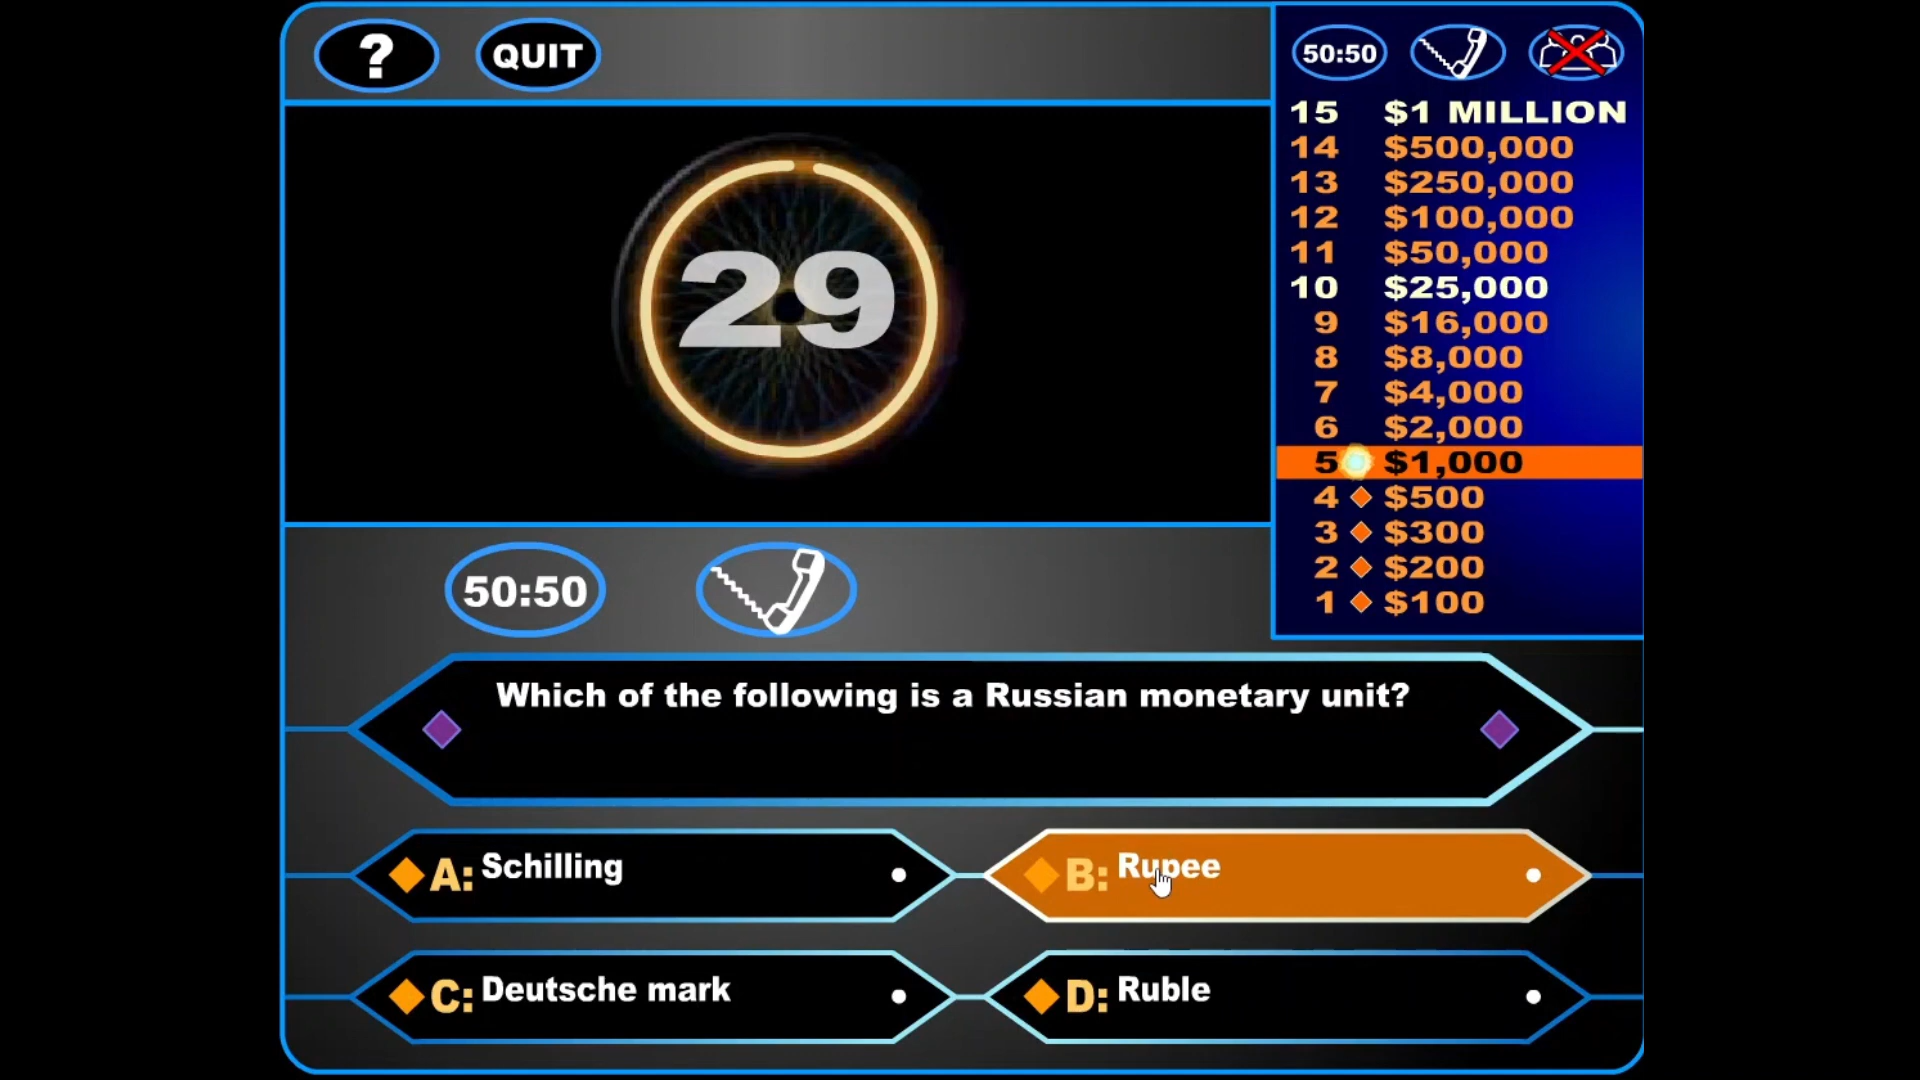 ?
QUIT
50:50
15 $1 MILLION
14 $500,000
13 $250,000
12 $100,000
11 $50,000
10 $25,000
9 $16,000
8 $8,000
7 $4,000
6 $2,000
5 $1,000
4 $500
3 $300
2 $200
1 $100
29
50:50
Which of the following is a Russian monetary unit?
A: Schilling
B: Rupee
C: Deutsche mark
D: Ruble